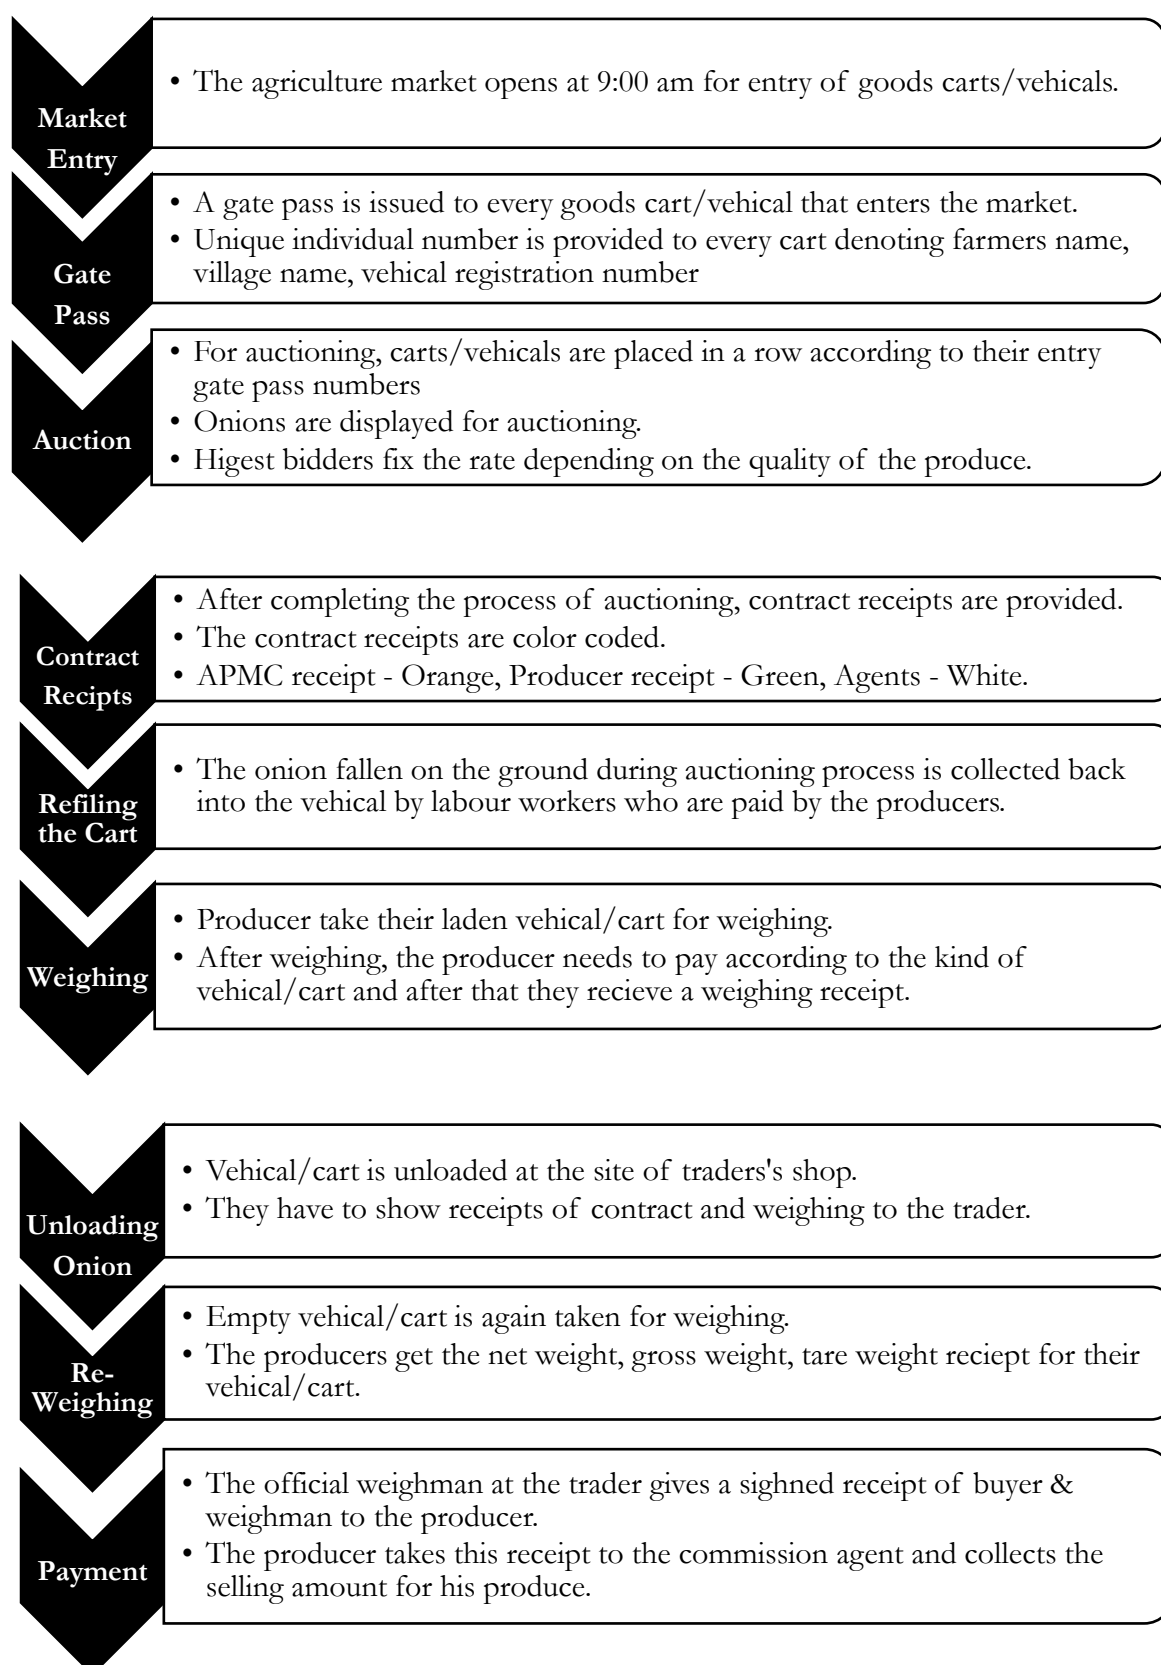 Market
Entry
• The agriculture market opens at 9:00 am for entry of goods carts/vehicals.
Gate
Pass
• A gate pass is issued to every goods cart/vehical that enters the market.
• Unique individual number is provided to every cart denoting farmers name,
village name, vehical registration number
Auction
• For auctioning, carts/vehicals are placed in a row according to their entry
gate pass numbers
• Onions are displayed for auctioning.
• Higest bidders fix the rate depending on the quality of the produce.
Contract
Recipts
• After completing the process of auctioning, contract receipts are provided.
• The contract receipts are color coded.
• APMC receipt - Orange, Producer receipt - Green, Agents - White.
Refiling
the Cart
• The onion fallen on the ground during auctioning process is collected back
into the vehical by labour workers who are paid by the producers.
Weighing
• Producer take their laden vehical/cart for weighing.
• After weighing, the producer needs to pay according to the kind of
vehical/cart and after that they recieve a weighing receipt.
Unloading
Onion
• Vehical/cart is unloaded at the site of traders's shop.
• They have to show receipts of contract and weighing to the trader.
Re-
Weighing
• Empty vehical/cart is again taken for weighing.
• The producers get the net weight, gross weight, tare weight reciept for their
vehical/cart.
Payment
• The official weighman at the trader gives a sighned receipt of buyer &
weighman to the producer.
• The producer takes this receipt to the commission agent and collects the
selling amount for his produce.